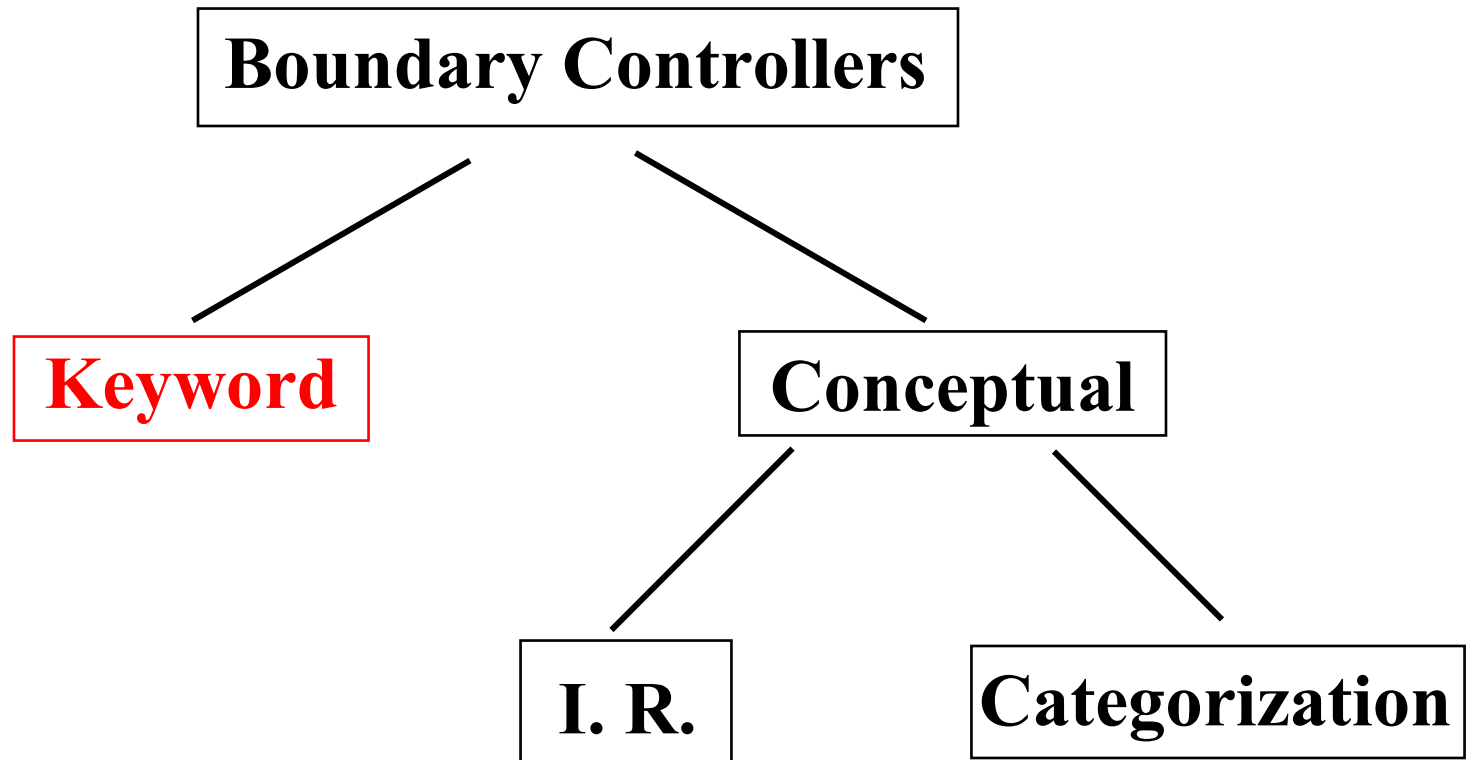 Boundary Controllers
Keyword
Conceptual
I. R.
Categorization